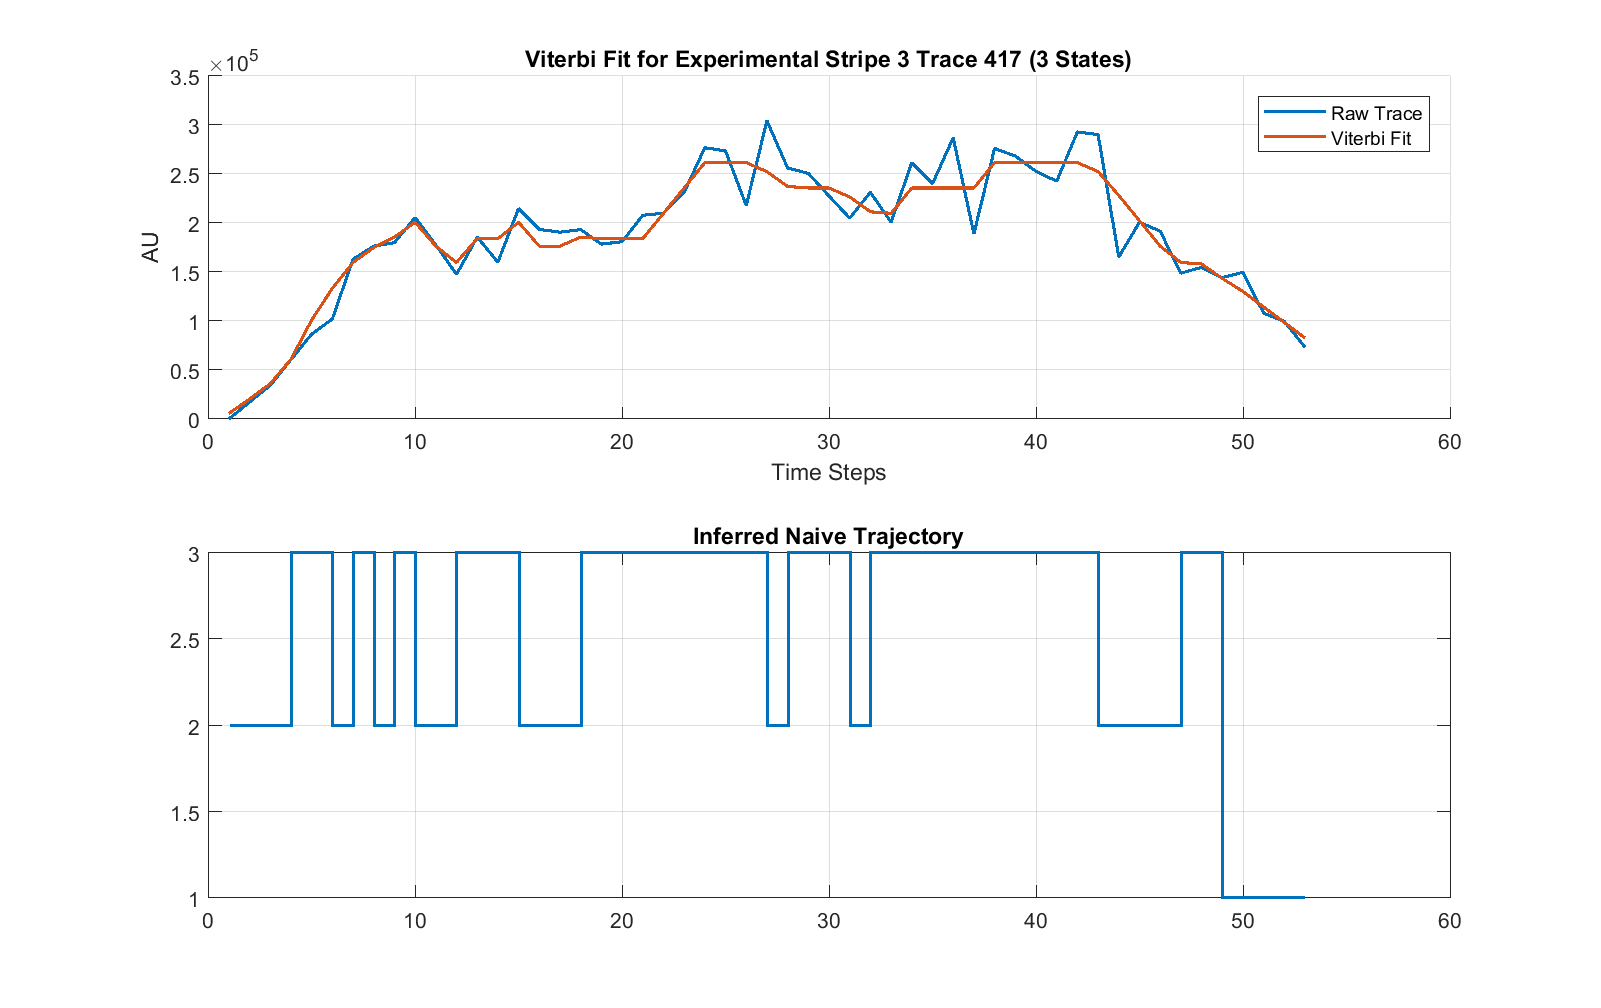 Viterbi Fit for Experimental Stripe 3 Trace 417 (3 States)
×10^5
3.5
3
2.5
2
1.5
1
0.5
0
AU
Raw Trace
Viterbi Fit
0 10 20 30 40 50 60
Time Steps
Inferred Naive Trajectory
3
2.5
2
1.5
1
0 10 20 30 40 50 60